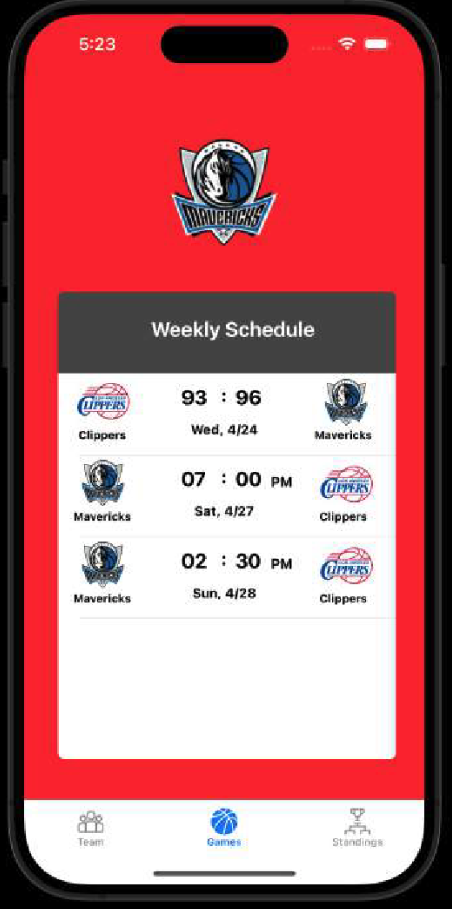 5:23
MAVERICKS
Weekly Schedule
CLIPPERS
93 : 96
Wed, 4/24
Clippers
Mavericks
07 : 00 PM
CLIPPERS
Sat, 4/27
Mavericks
Clippers
02 : 30 PM
CLIPPERS
Sun, 4/28
Mavericks
Clippers
Team
Games
Standings